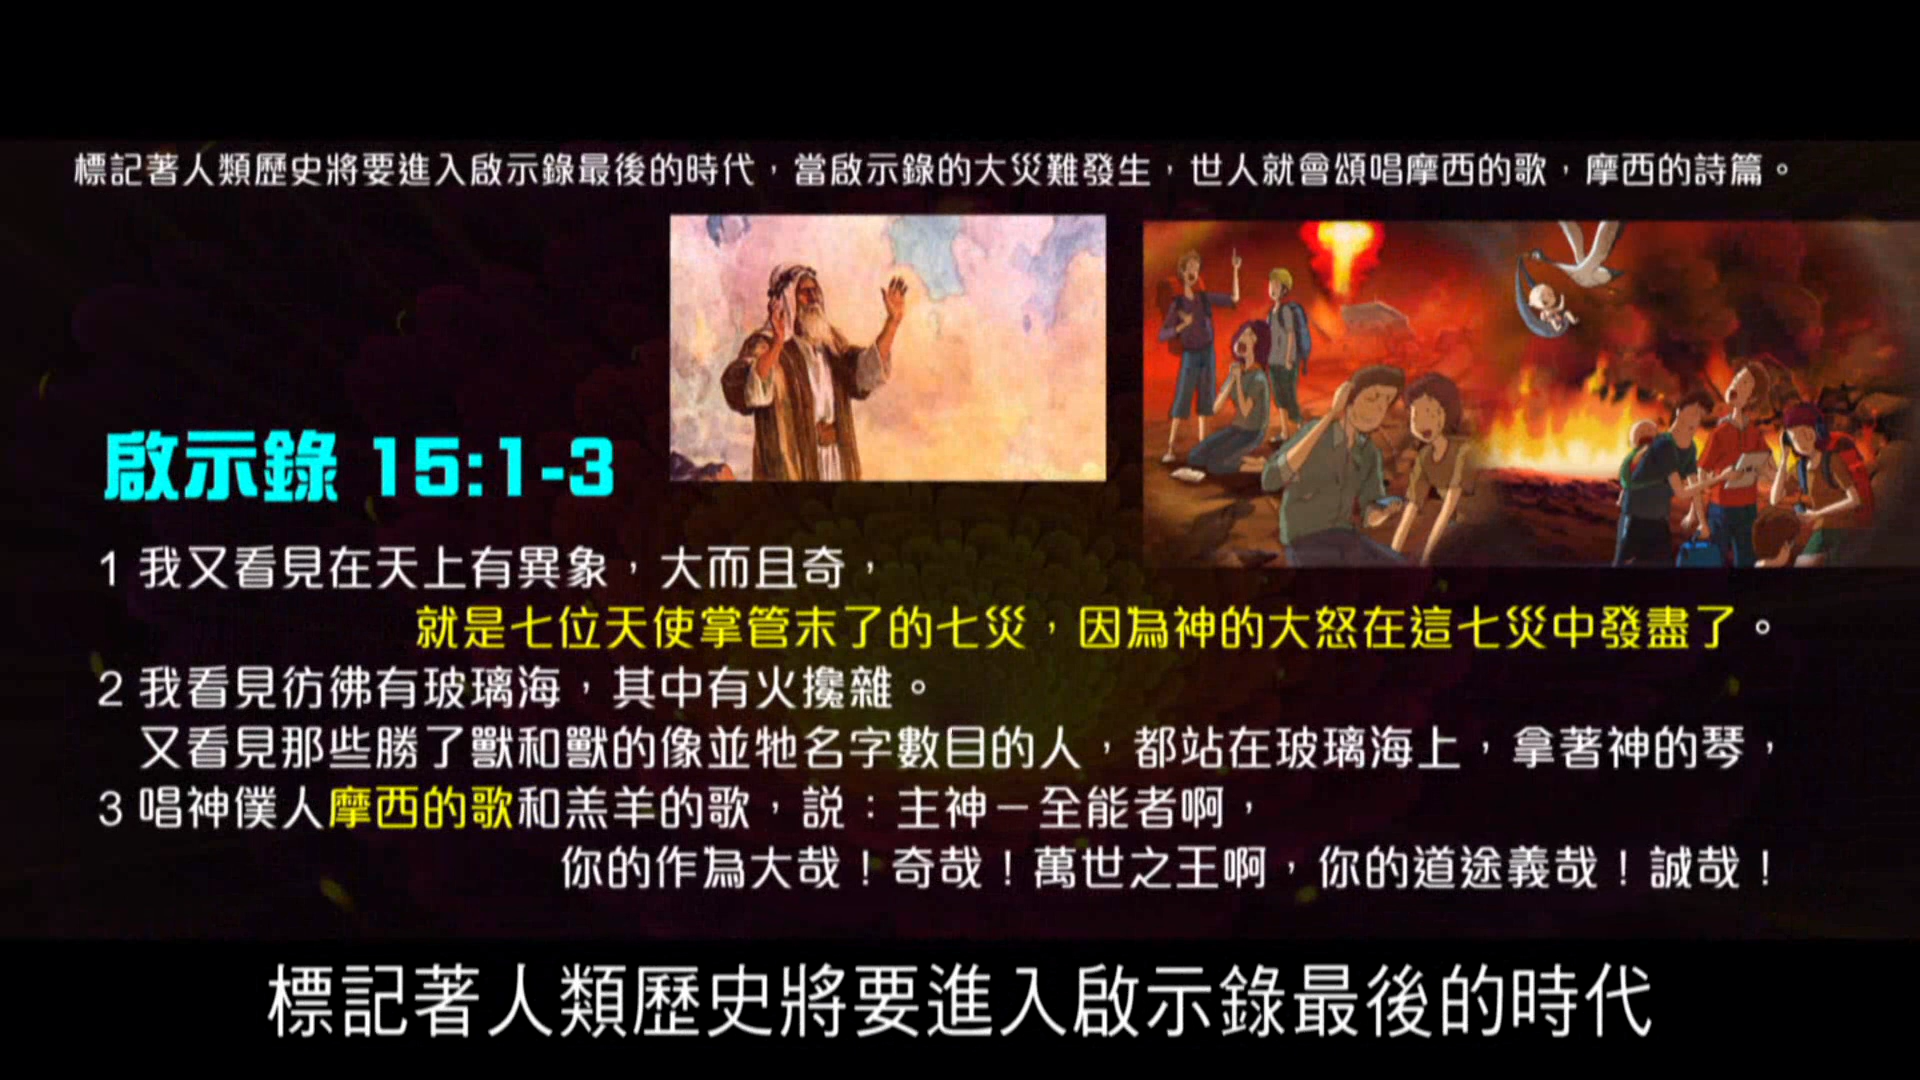 標記著人類歷史將要進入啟示錄最後的時代，當啟示錄的大災難發生，世人就會頌唱摩西的歌，摩西的詩篇。
啟示錄 15:1-3
1 我又看見在天上有異象，大而且奇，
就是七位天使掌管末了的七災，因為神的大怒在這七災中發盡了。
2 我看見彷彿有玻璃海，其中有火攙雜。
又看見那些勝了獸和獸的像並牠名字數目的人，都站在玻璃海上，拿著神的琴，
3 唱神僕人摩西的歌和羔羊的歌，説：主神－全能者啊，
你的作為大哉！奇哉！萬世之王啊，你的道途義哉！誠哉！
標記著人類歷史將要進入啟示錄最後的時代